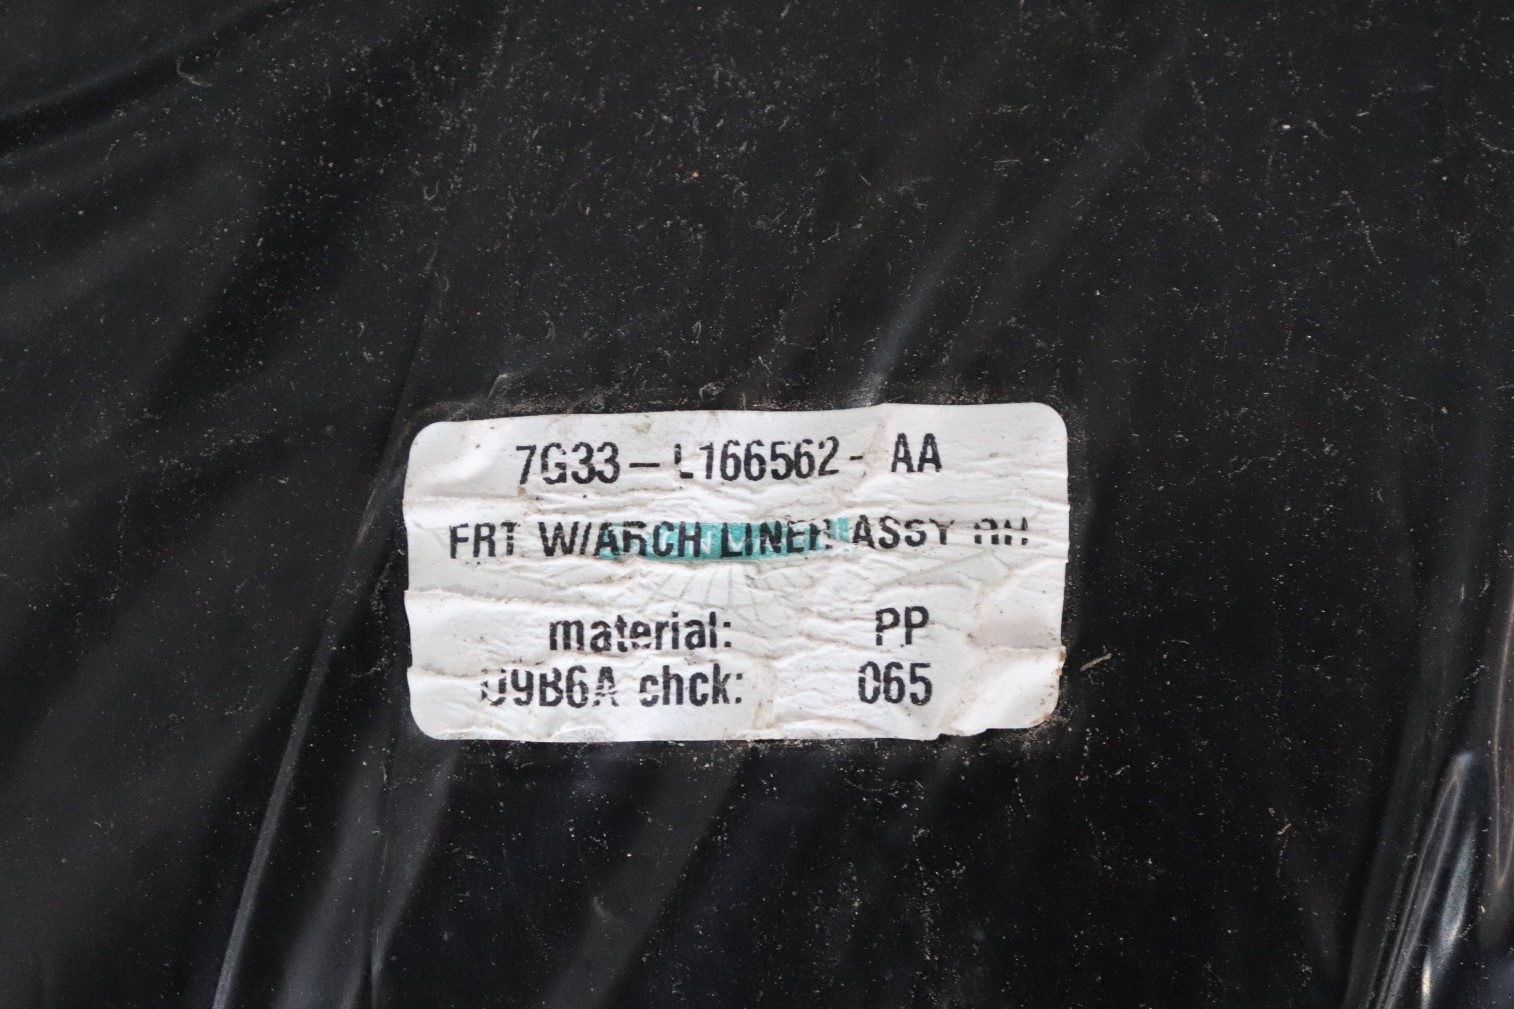 7G33-L166562-AA
FRT W/ARCH LINER ASSY RH
material: PP
09B6A chck: 065